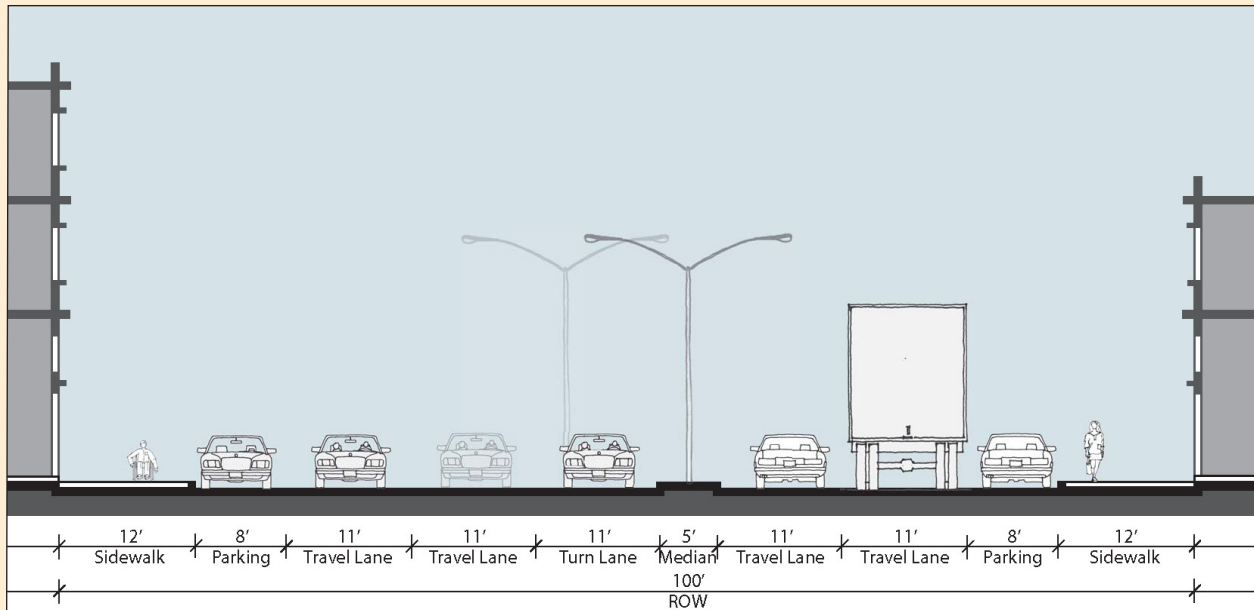 12' 8' 11' 11' 11' 5' 11' 11' 8' 12'
Sidewalk Parking Travel Lane Travel Lane Turn Lane Median Travel Lane Travel Lane Parking Sidewalk
100'
ROW